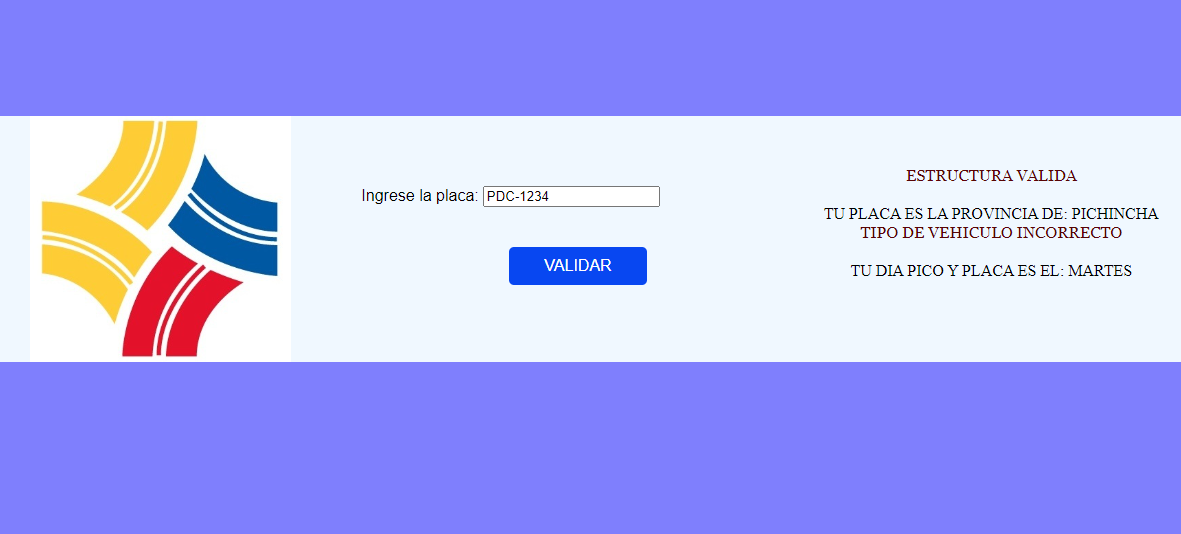 Ingrese la placa: PDC-1234
VALIDAR
ESTRUCTURA VALIDA
TU PLACA ES LA PROVINCIA DE: PICHINCHA
TIPO DE VEHICULO INCORRECTO
TU DIA PICO Y PLACA ES EL: MARTES